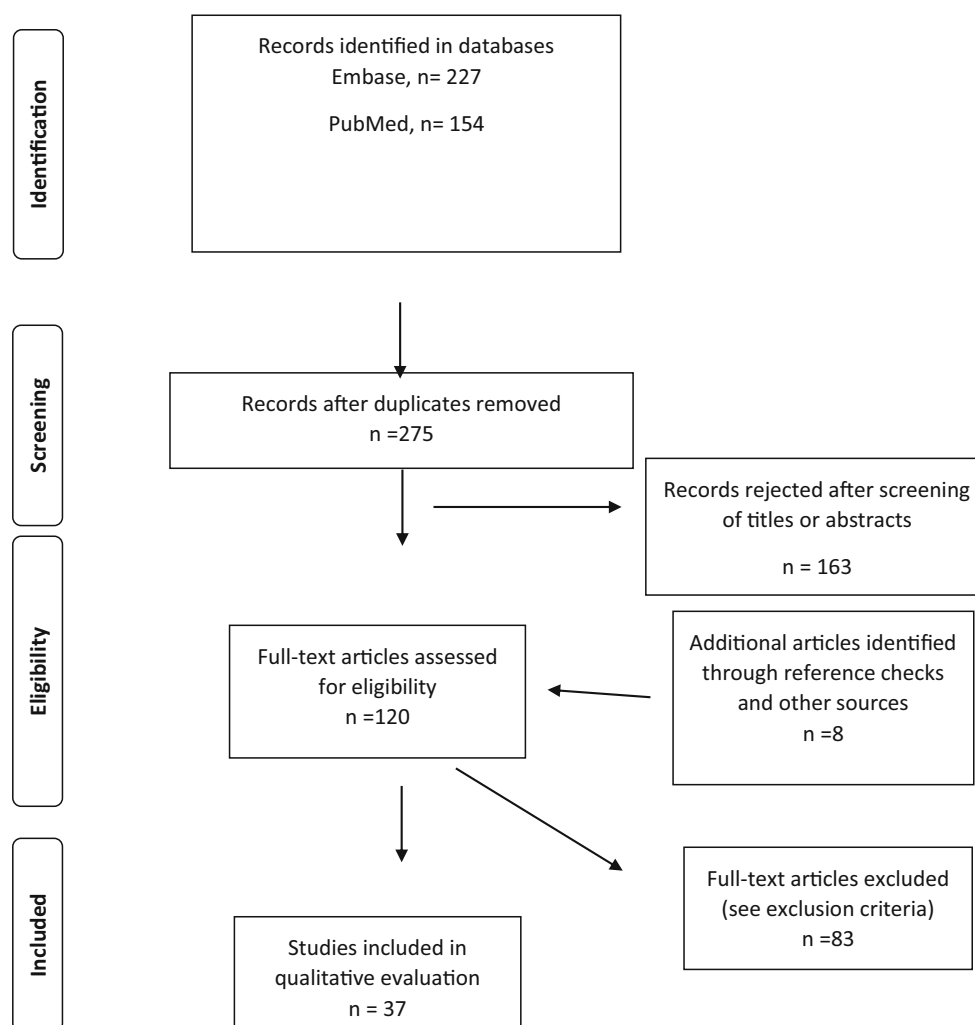 Identification
Records identified in databases
Embase, n= 227
PubMed, n= 154
Screening
Records after duplicates removed
n =275
Records rejected after screening
of titles or abstracts
n = 163
Eligibility
Full-text articles assessed
for eligibility
n =120
Additional articles identified
through reference checks
and other sources
n =8
Included
Full-text articles excluded
(see exclusion criteria)
n =83
Studies included in
qualitative evaluation
n = 37